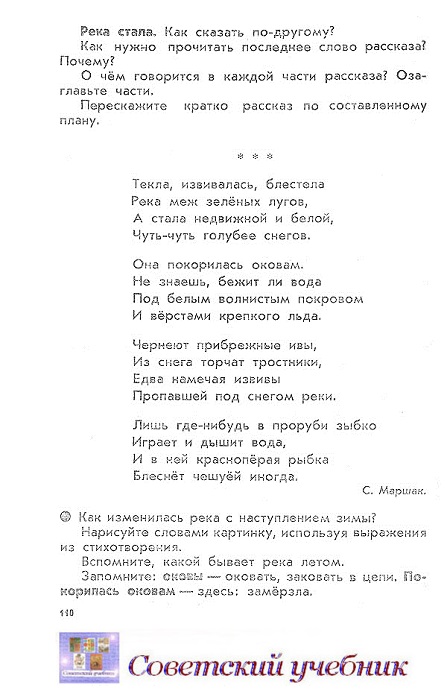 Река стала. Как сказать по-другому?
Как нужно прочитать последнее слово рассказа?
Почему?
О чём говорится в каждой части рассказа? Оза-
главьте части.
Перескажите кратко рассказ по составленному
плану.
* * *
Текла, извивалась, блестела
Река меж зелёных лугов,
А стала недвижной и белой,
Чуть-чуть голубее снегов.
Она покорилась оковам.
Не знаешь, бежит ли вода
Под белым волнистым покровом
И вёрстами крепкого льда.
Чернеют прибрежные ивы,
Из снега торчат тростники,
Едва намечая извивы
Пропавшей под снегом реки.
Лишь где-нибудь в проруби зыбко
Играет и дышит вода,
И в ней краснопёрая рыбка
Блеснёт чешуёй иногда.
С. Маршак.
Как изменилась река с наступлением зимы?
Нарисуйте словами картинку, используя выражения
из стихотворения.
Вспомните, какой бывает река летом.
Запомните: оковы — оковать, заковать в цепи. По-
корилась оковам — здесь: замёрзла.
110
Советский учебник